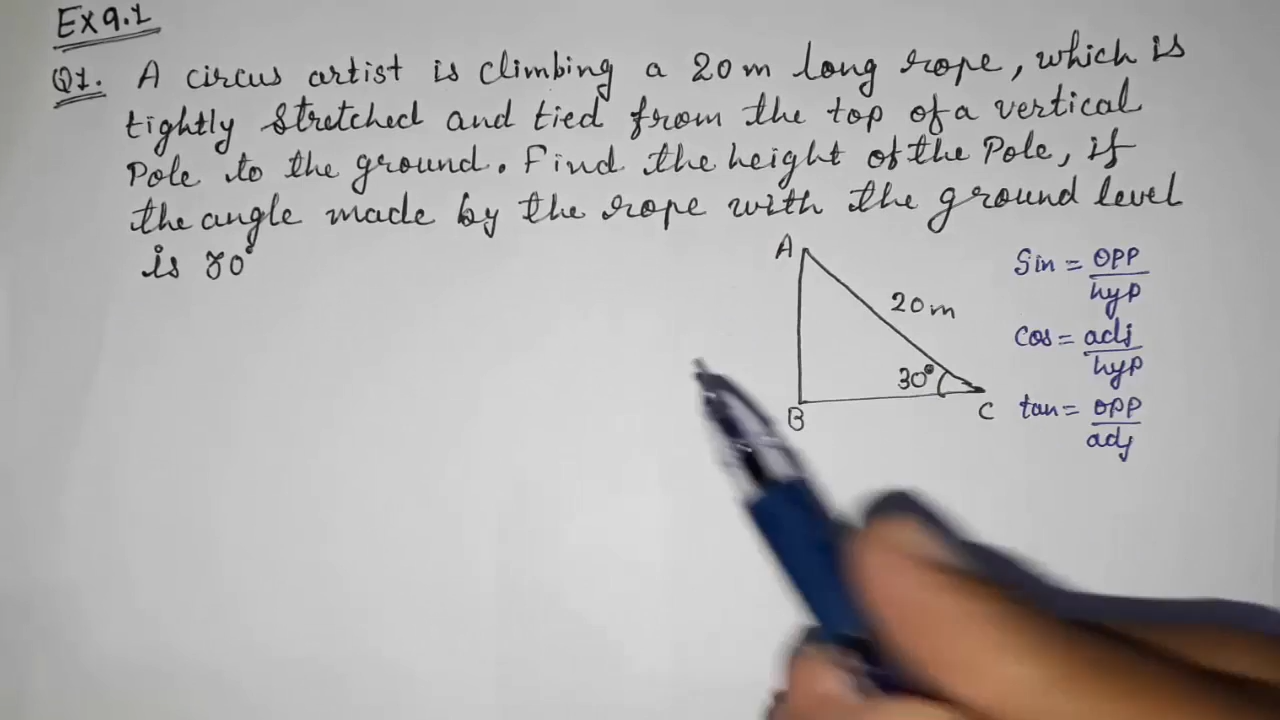 Ex 9.1
Q1. A circus artist is climbing a 20m long rope, which is
tightly stretched and tied from the top of a vertical
Pole to the ground. Find the height of the Pole, if
the angle made by the rope with the ground level
is 30°
A
20m
30°
B
C
Sin = OPP
hyp
Cos = adj
hyp
tan = OPP
adj